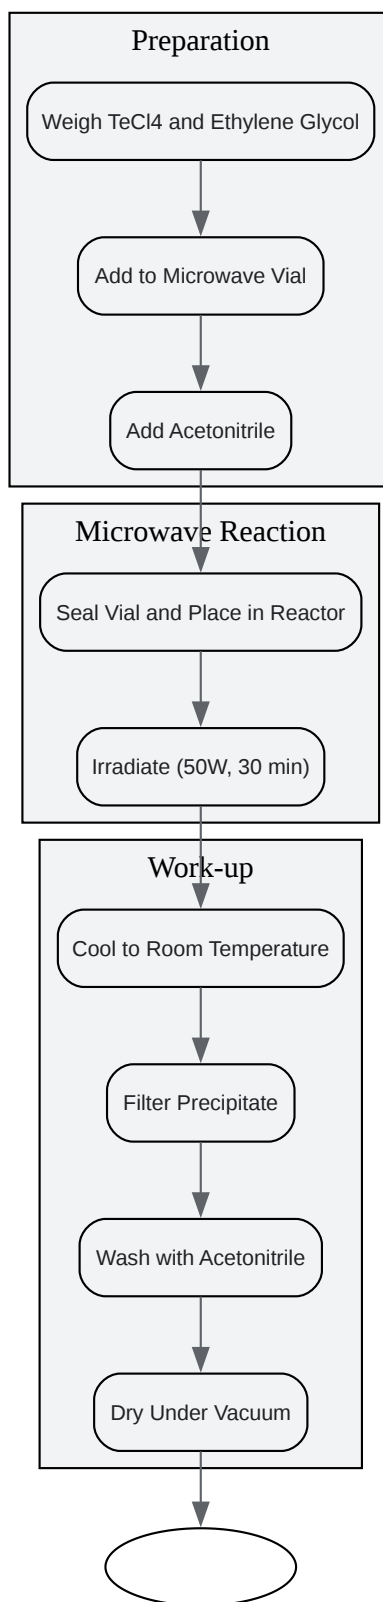 Preparation
Weigh TeCl4 and Ethylene Glycol
Add to Microwave Vial
Add Acetonitrile
Microwave Reaction
Seal Vial and Place in Reactor
Irradiate (50W, 30 min)
Work-up
Cool to Room Temperature
Filter Precipitate
Wash with Acetonitrile
Dry Under Vacuum